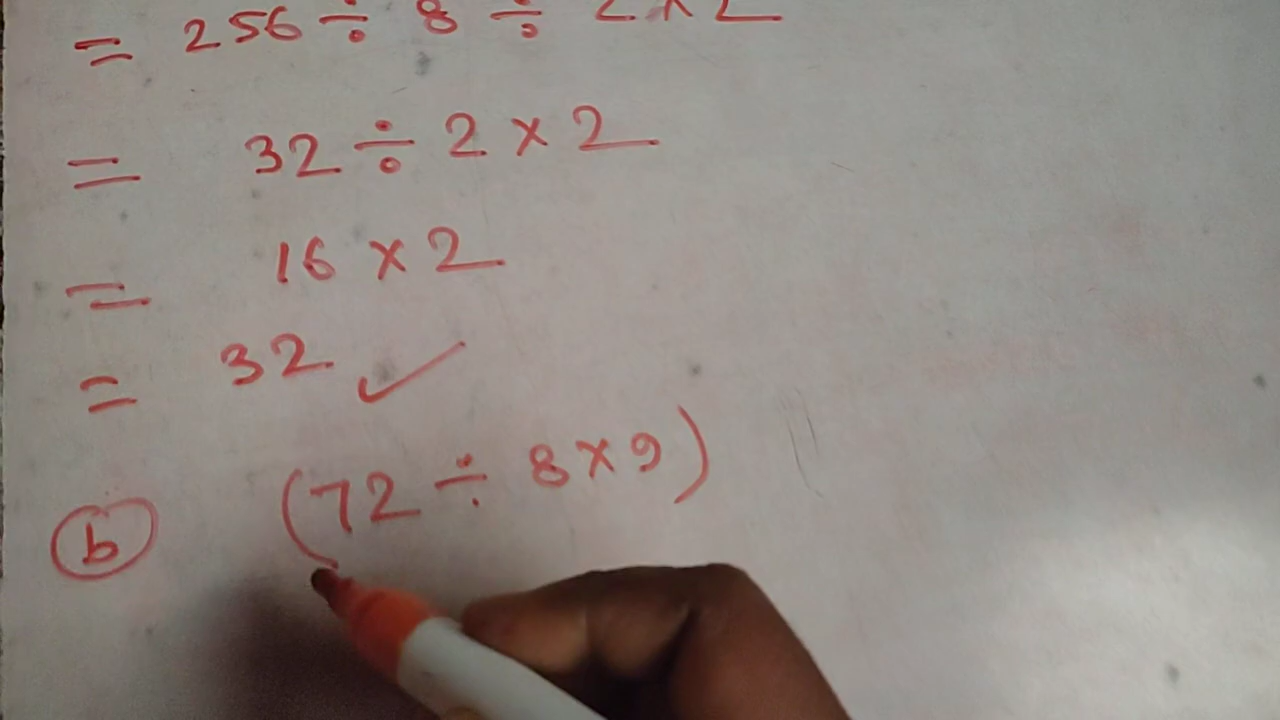 = 256 ÷ 8 ÷ 2 × 2
= 32 ÷ 2 × 2
= 16 × 2
= 32 ✓
(b) (72 ÷ 8 × 9)